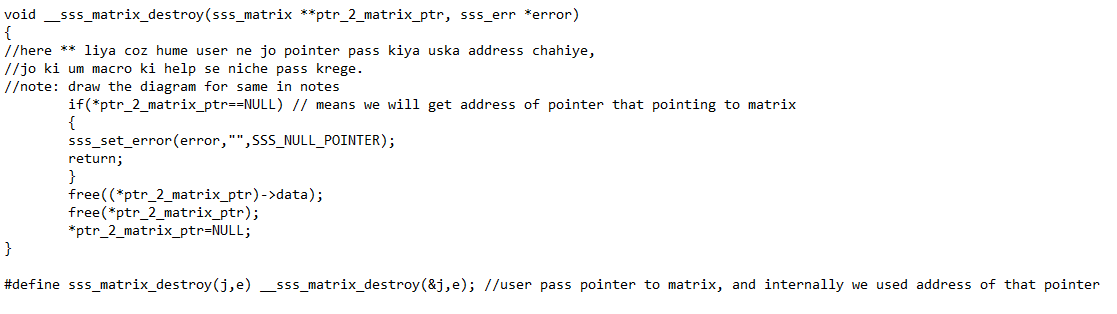 void __sss_matrix_destroy(sss_matrix **ptr_2_matrix_ptr, sss_err *error)
{
//here ** liya coz hume user ne jo pointer pass kiya uska address chahiye,
//jo ki um macro ki help se niche pass krege.
//note: draw the diagram for same in notes
        if(*ptr_2_matrix_ptr==NULL) // means we will get address of pointer that pointing to matrix
        {
        sss_set_error(error,"",SSS_NULL_POINTER);
        return;
        }
        free((*ptr_2_matrix_ptr)->data);
        free(*ptr_2_matrix_ptr);
        *ptr_2_matrix_ptr=NULL;
}
#define sss_matrix_destroy(j,e) __sss_matrix_destroy(&j,e); //user pass pointer to matrix, and internally we used address of that pointer